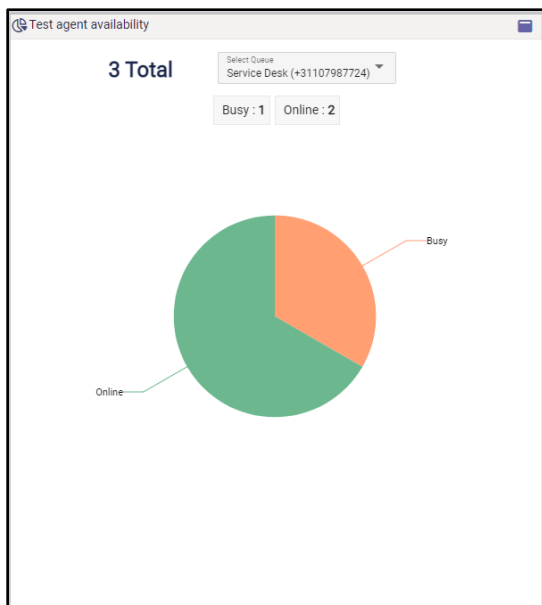 Test agent availability
3 Total
Select Queue
Service Desk (+31107987724)
Busy : 1 Online : 2
Busy
Online